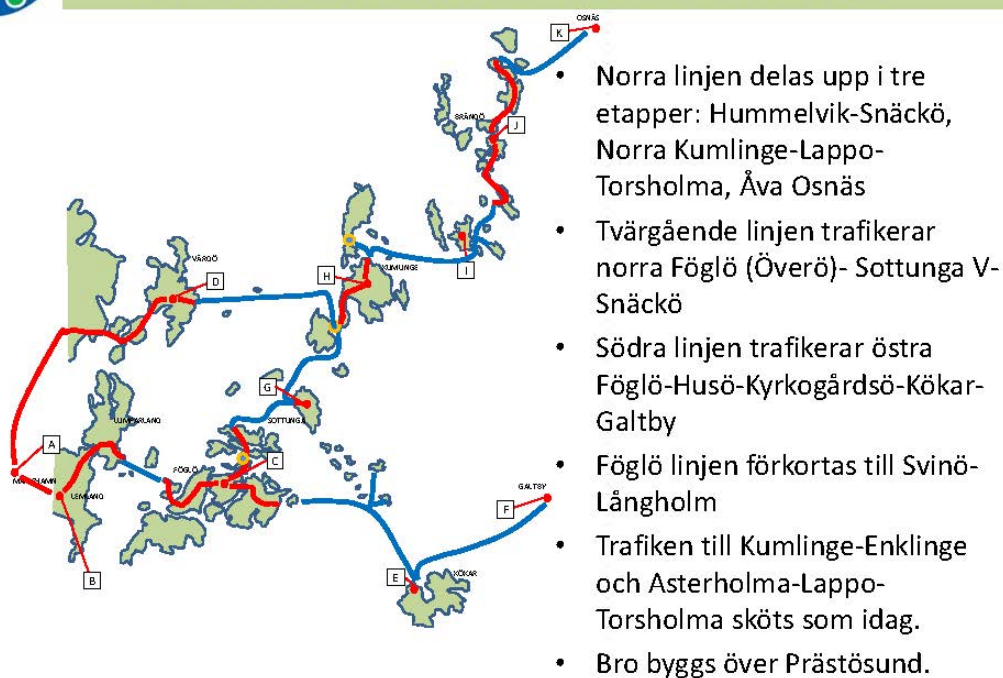 OSNÄS
K
BRÄNDÖ
J
VÅRDÖ
D
H
KUMLINGE
I
G
LUMPARLAND
SOTTUNGA
A
C
FÖGLÖ
MARIEHAMN
LEMLAND
GALTBY
F
B
E
KÖKAR
• Norra linjen delas upp i tre
etapper: Hummelvik-Snäckö,
Norra Kumlinge-Lappo-
Torsholma, Åva Osnäs
• Tvärgående linjen trafikerar
norra Föglö (Överö)- Sottunga V-
Snäckö
• Södra linjen trafikerar östra
Föglö-Husö-Kyrkogårdsö-Kökar-
Galtby
• Föglö linjen förkortas till Svinö-
Långholm
• Trafiken till Kumlinge-Enklinge
och Asterholma-Lappo-
Torsholma sköts som idag.
• Bro byggs över Prästösund.